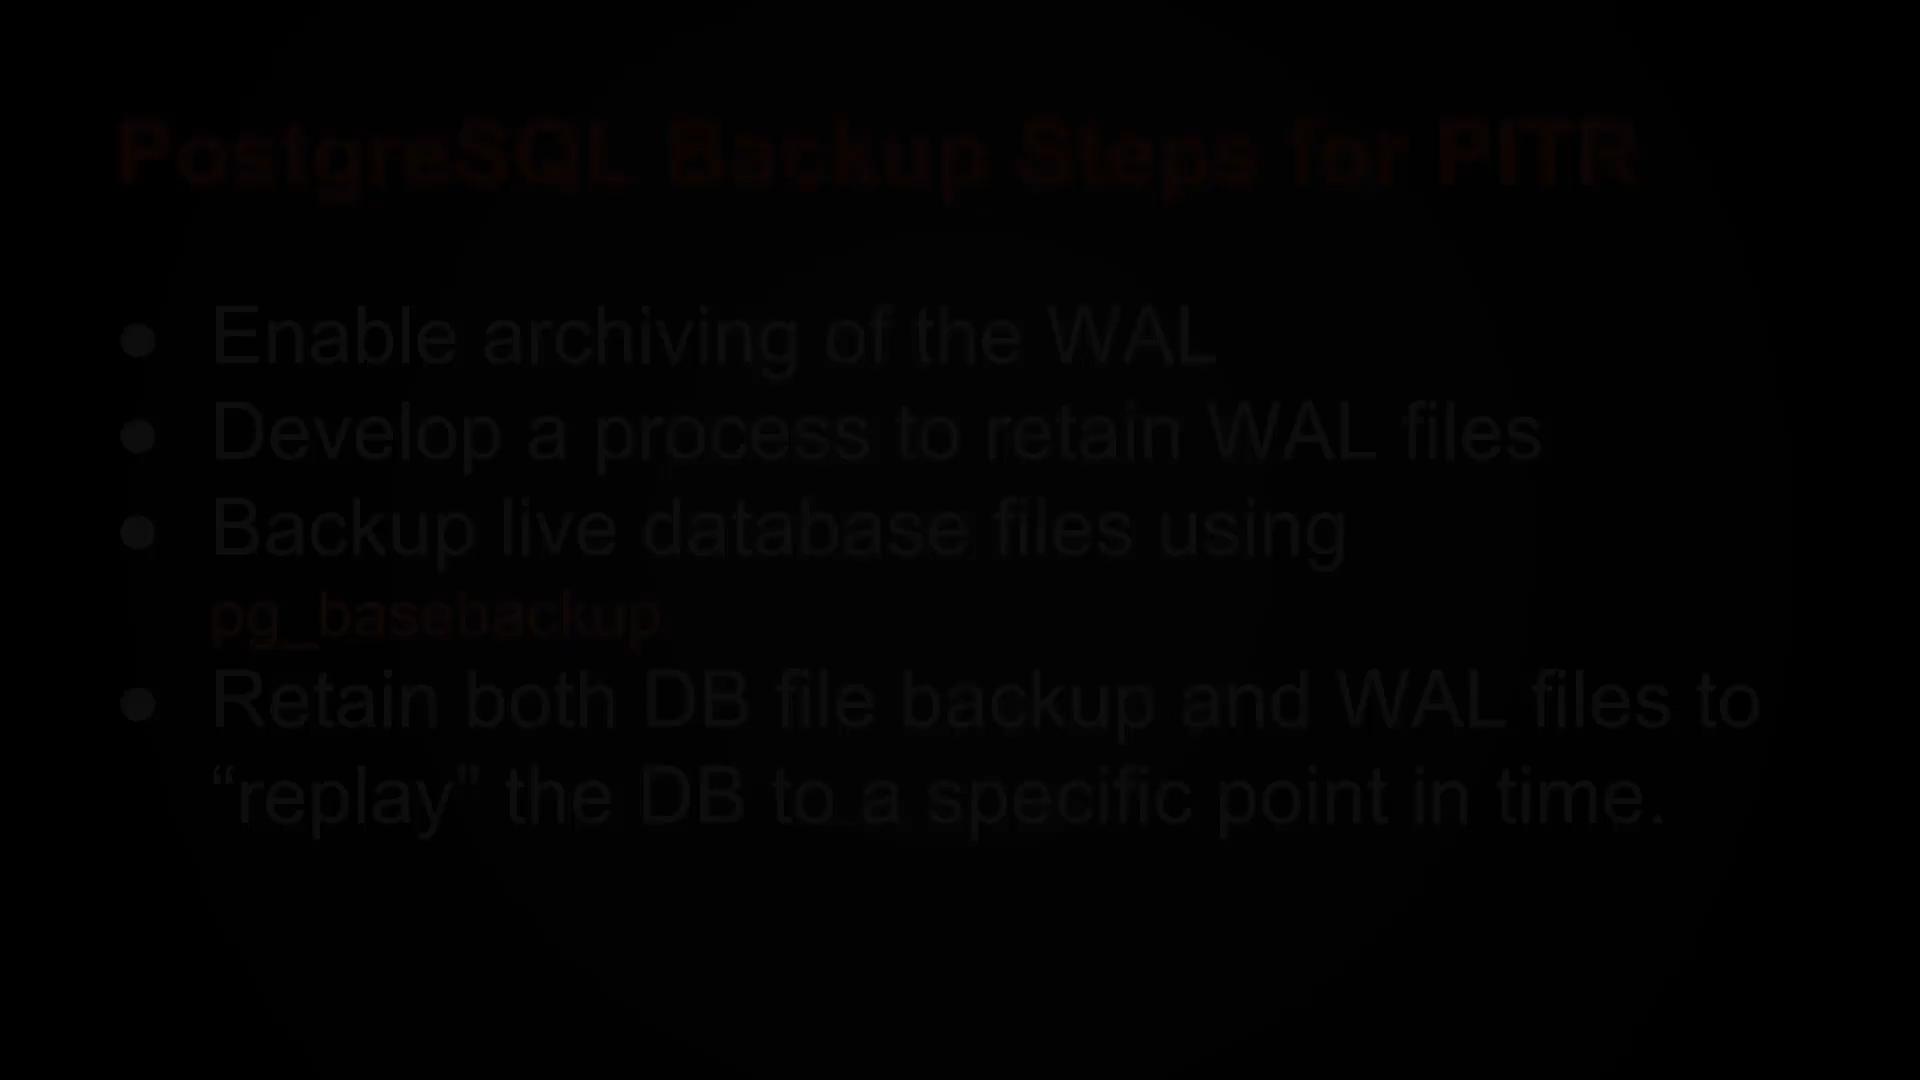 PostgreSQL Backup Steps for PITR
● Enable archiving of the WAL
● Develop a process to retain WAL files
● Backup live database files using
pg_basebackup
● Retain both DB file backup and WAL files to
“replay" the DB to a specific point in time.